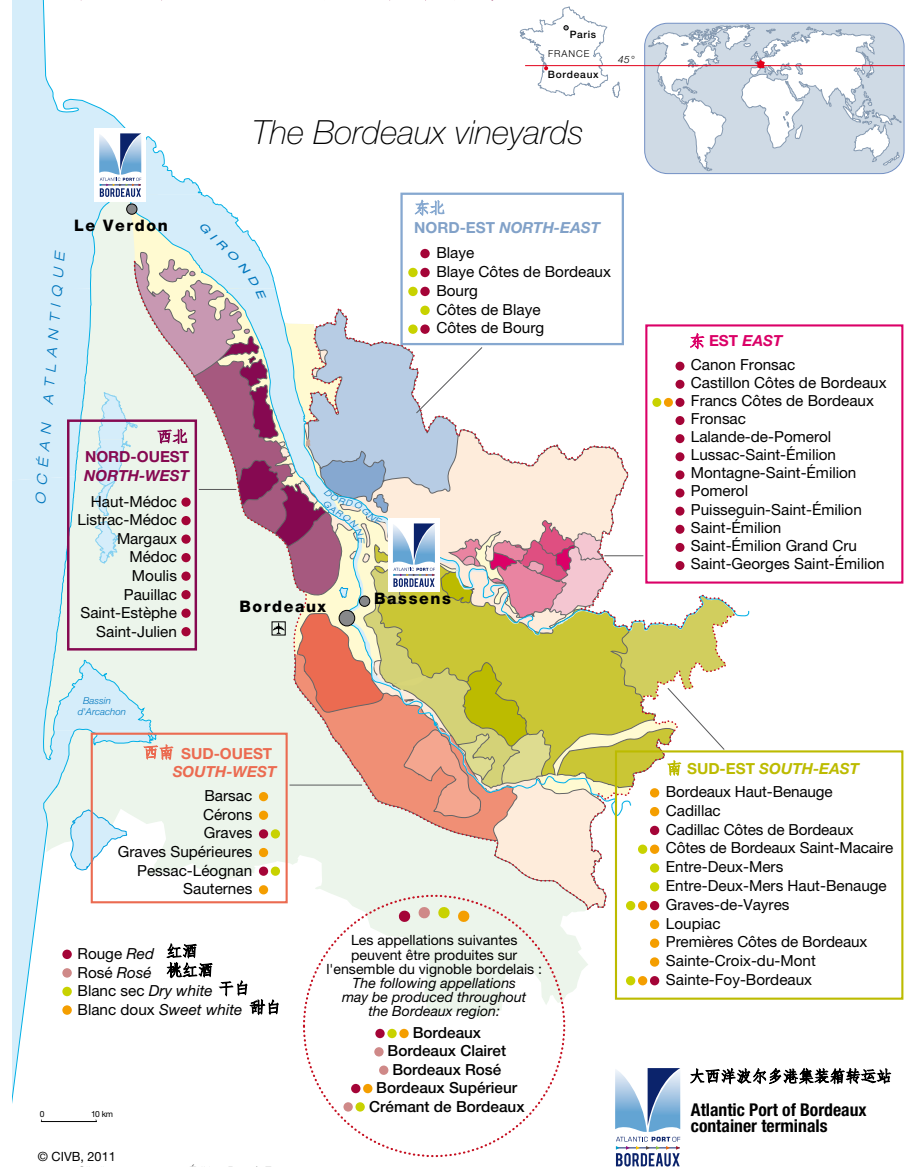 Paris
FRANCE
45°
Bordeaux
The Bordeaux vineyards
ATLANTIC PORT OF
BORDEAUX
Le Verdon
GIRONDE
OCÉAN ATLANTIQUE
东北
NORD-EST NORTH-EAST
Blaye
Blaye Côtes de Bordeaux
Bourg
Côtes de Blaye
Côtes de Bourg
东 EST EAST
Canon Fronsac
Castillon Côtes de Bordeaux
Francs Côtes de Bordeaux
Fronsac
Lalande-de-Pomerol
Lussac-Saint-Émilion
Montagne-Saint-Émilion
Pomerol
Puisseguin-Saint-Émilion
Saint-Émilion
Saint-Émilion Grand Cru
Saint-Georges Saint-Émilion
西北
NORD-OUEST
NORTH-WEST
Haut-Médoc
Listrac-Médoc
Margaux
Médoc
Moulis
Pauillac
Saint-Estèphe
Saint-Julien
DORDOGNE
GARONNE
ATLANTIC PORT OF
BORDEAUX
Bassens
Bordeaux
Bassin
d'Arcachon
西南 SUD-OUEST
SOUTH-WEST
Barsac
Cérons
Graves
Graves Supérieures
Pessac-Léognan
Sauternes
南 SUD-EST SOUTH-EAST
Bordeaux Haut-Benauge
Cadillac
Cadillac Côtes de Bordeaux
Côtes de Bordeaux Saint-Macaire
Entre-Deux-Mers
Entre-Deux-Mers Haut-Benauge
Graves-de-Vayres
Loupiac
Premières Côtes de Bordeaux
Sainte-Croix-du-Mont
Sainte-Foy-Bordeaux
Rouge Red 红酒
Rosé Rosé 桃红酒
Blanc sec Dry white 干白
Blanc doux Sweet white 甜白
Les appellations suivantes
peuvent être produites sur
l'ensemble du vignoble bordelais :
The following appellations
may be produced throughout
the Bordeaux region:
Bordeaux
Bordeaux Clairet
Bordeaux Rosé
Bordeaux Supérieur
Crémant de Bordeaux
0 10 km
© CIVB, 2011
ATLANTIC PORT OF
BORDEAUX
大西洋波尔多港集装箱转运站
Atlantic Port of Bordeaux
container terminals